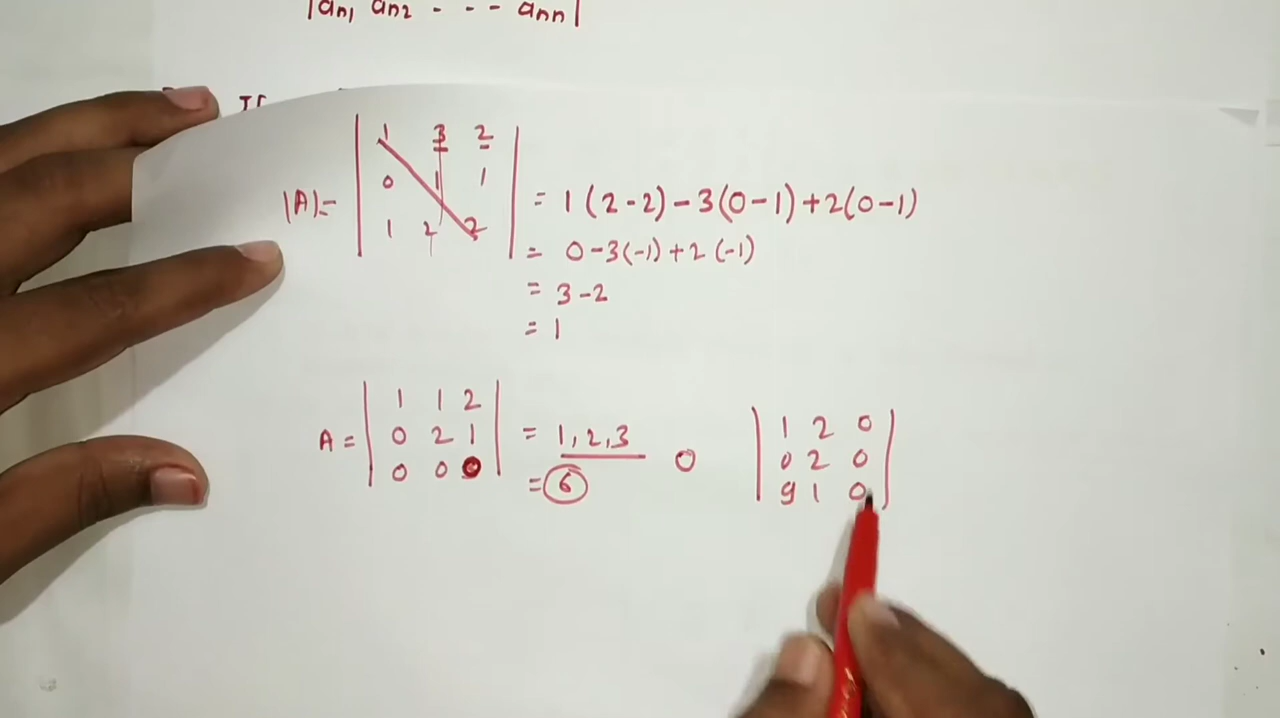 |an1 an2 - - - ann|
If
|A|= | 1 3 2 | = 1(2-2)-3(0-1)+2(0-1)
| 0 1 1 |
| 1 2 2 |
= 0-3(-1)+2(-1)
= 3-2
= 1
A = | 1 1 2 |
| 0 2 1 | = 1,2,3
| 0 0 0 | = 6
0
| 1 2 0 |
| 0 2 0 |
| 9 1 0 |